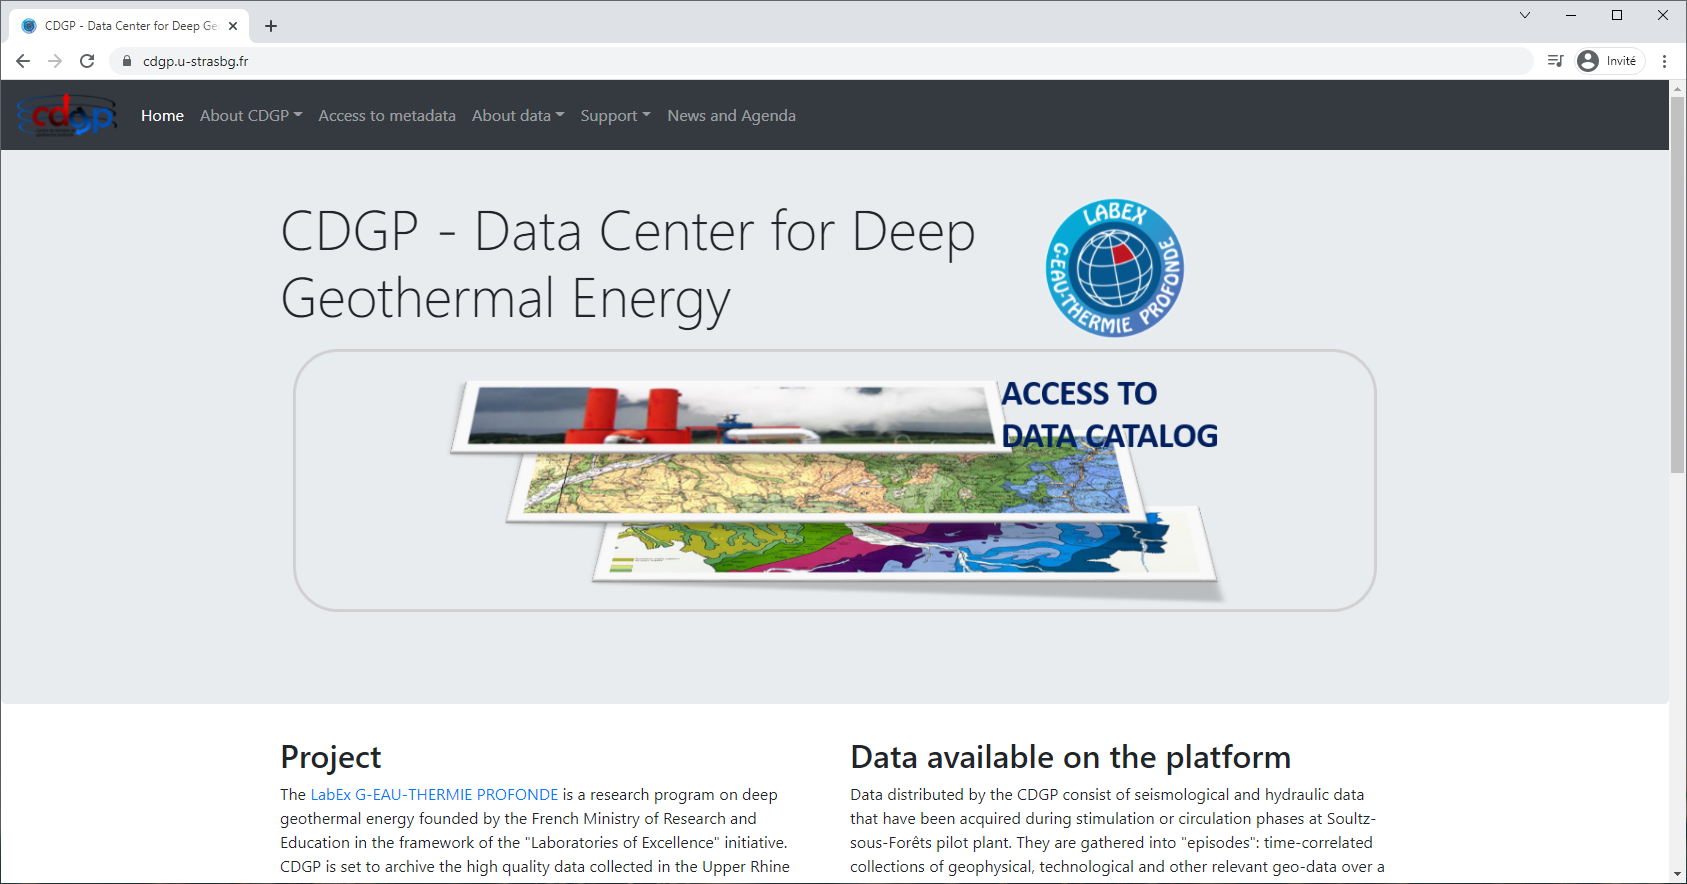 CDGP - Data Center for Deep Ge
cdgp.u-strasbg.fr
Invité
cdgp
Home About CDGP Access to metadata About data Support News and Agenda
CDGP - Data Center for Deep
Geothermal Energy
LABEX
G-EAU-THERMIE PROFONDE
ACCESS TO
DATA CATALOG
Project
The LabEx G-EAU-THERMIE PROFONDE is a research program on deep
geothermal energy founded by the French Ministry of Research and
Education in the framework of the "Laboratories of Excellence" initiative.
CDGP is set to archive the high quality data collected in the Upper Rhine
Data available on the platform
Data distributed by the CDGP consist of seismological and hydraulic data
that have been acquired during stimulation or circulation phases at Soultz-
sous-Forêts pilot plant. They are gathered into "episodes": time-correlated
collections of geophysical, technological and other relevant geo-data over a